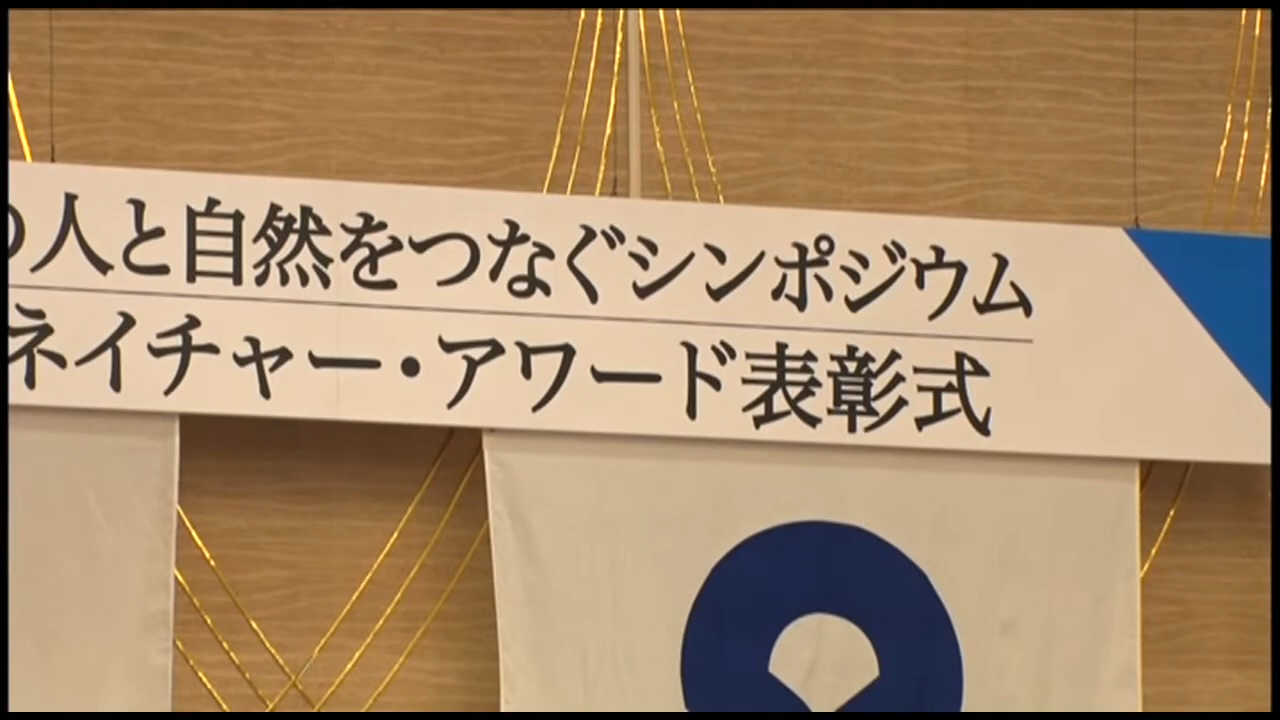 の人と自然をつなぐシンポジウム
ネイチャー・アワード表彰式